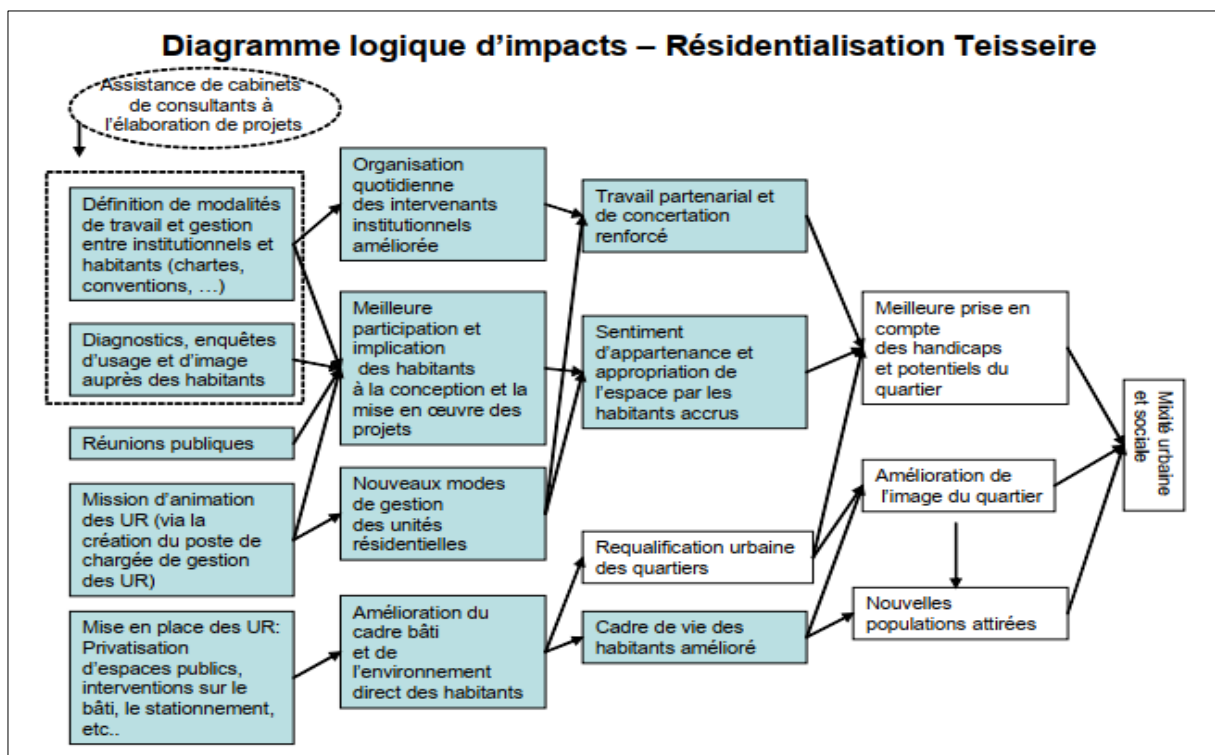 Diagramme logique d'impacts – Résidentialisation Teisseire
Assistance de cabinets
de consultants à
l'élaboration de projets
Définition de modalités
de travail et gestion
entre institutionnels et
habitants (chartes,
conventions, …)
Diagnostics, enquêtes
d'usage et d'image
auprès des habitants
Réunions publiques
Mission d'animation
des UR (via la
création du poste de
chargée de gestion
des UR)
Mise en place des UR:
Privatisation
d'espaces publics,
interventions sur le
bâti, le stationnement,
etc..
Organisation
quotidienne
des intervenants
institutionnels
améliorée
Meilleure
participation et
implication
des habitants
à la conception et la
mise en œuvre des
projets
Nouveaux modes
de gestion
des unités
résidentielles
Amélioration du
cadre bâti
et de
l'environnement
direct des habitants
Travail partenarial et
de concertation
renforcé
Sentiment
d'appartenance et
appropriation de
l'espace par les
habitants accrus
Requalification urbaine
des quartiers
Cadre de vie des
habitants amélioré
Meilleure prise en
compte
des handicaps
et potentiels du
quartier
Amélioration de
l'image du quartier
Nouvelles
populations attirées
Mixité urbaine
et sociale